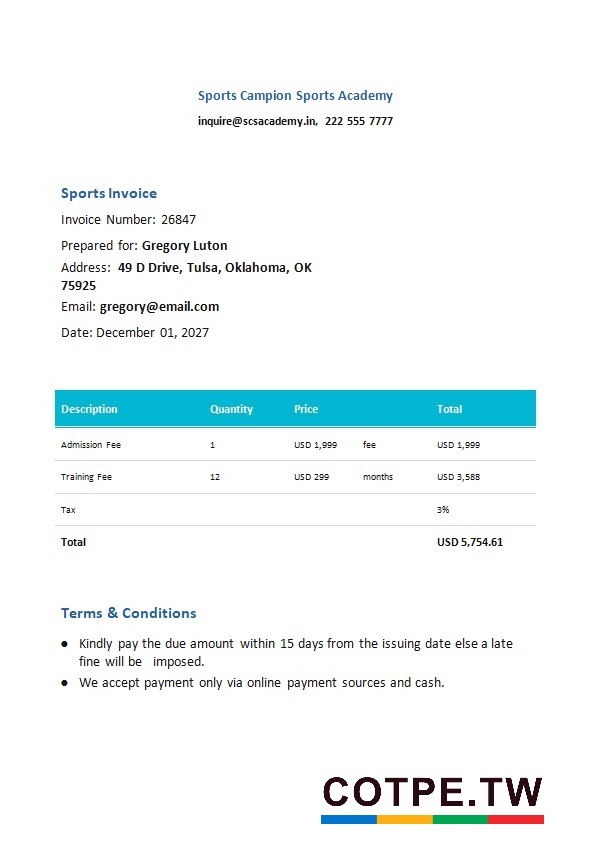 Sports Campion Sports Academy
inquire@scsacademy.in, 222 555 7777
Sports Invoice
Invoice Number: 26847
Prepared for: Gregory Luton
Address: 49 D Drive, Tulsa, Oklahoma, OK
75925
Email: gregory@email.com
Date: December 01, 2027
Description Quantity Price Total
Admission Fee 1 USD 1,999 fee USD 1,999
Training Fee 12 USD 299 months USD 3,588
Tax 3%
Total USD 5,754.61
Terms & Conditions
● Kindly pay the due amount within 15 days from the issuing date else a late
fine will be imposed.
● We accept payment only via online payment sources and cash.
COTPE.TW